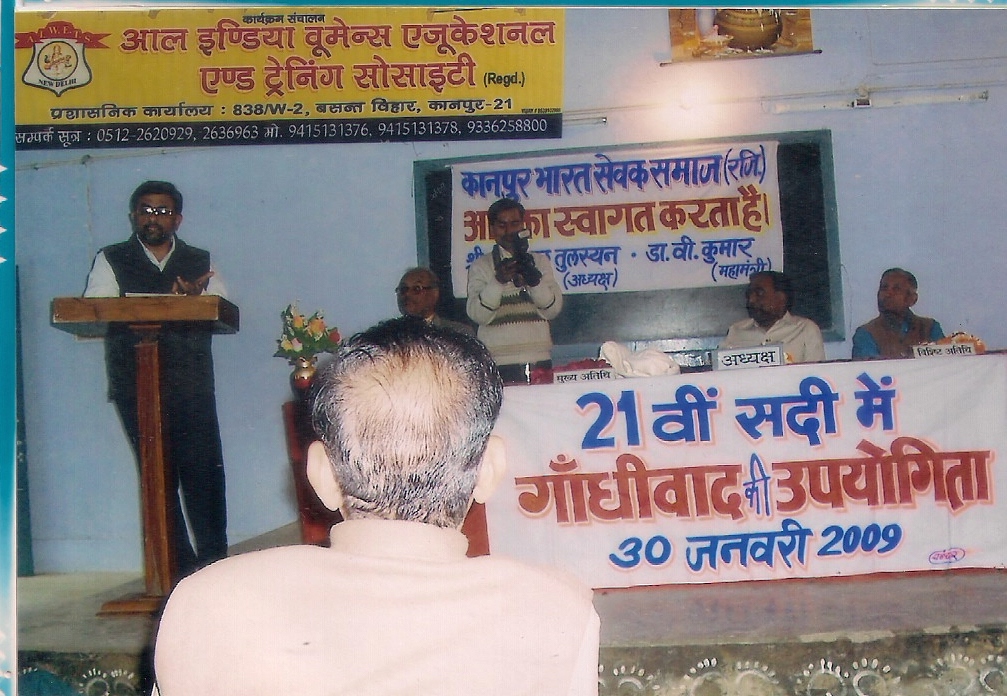 कार्यक्रम संचालन
आल इण्डिया वूमेन्स एजूकेशनल
एण्ड ट्रेनिंग सोसाइटी (Regd.)
A.I.W.E.T.S
NEW DELHI
प्रशासनिक कार्यालय : 838/W-2, बसन्त विहार, कानपुर-21
सम्पर्क सूत्र : 0512-2620929, 2636963 मो. 9415131376, 9415131378, 9336258800
कानपुर भारत सेवक समाज (रजि.)
का स्वागत करता है।
तुलस्यन · डा. वी. कुमार
(अध्यक्ष) (महामंत्री)
मुख्य अतिथि
अध्यक्ष
विशिष्ट अतिथि
21 वीं सदी में
गाँधीवाद की उपयोगिता
30 जनवरी 2009